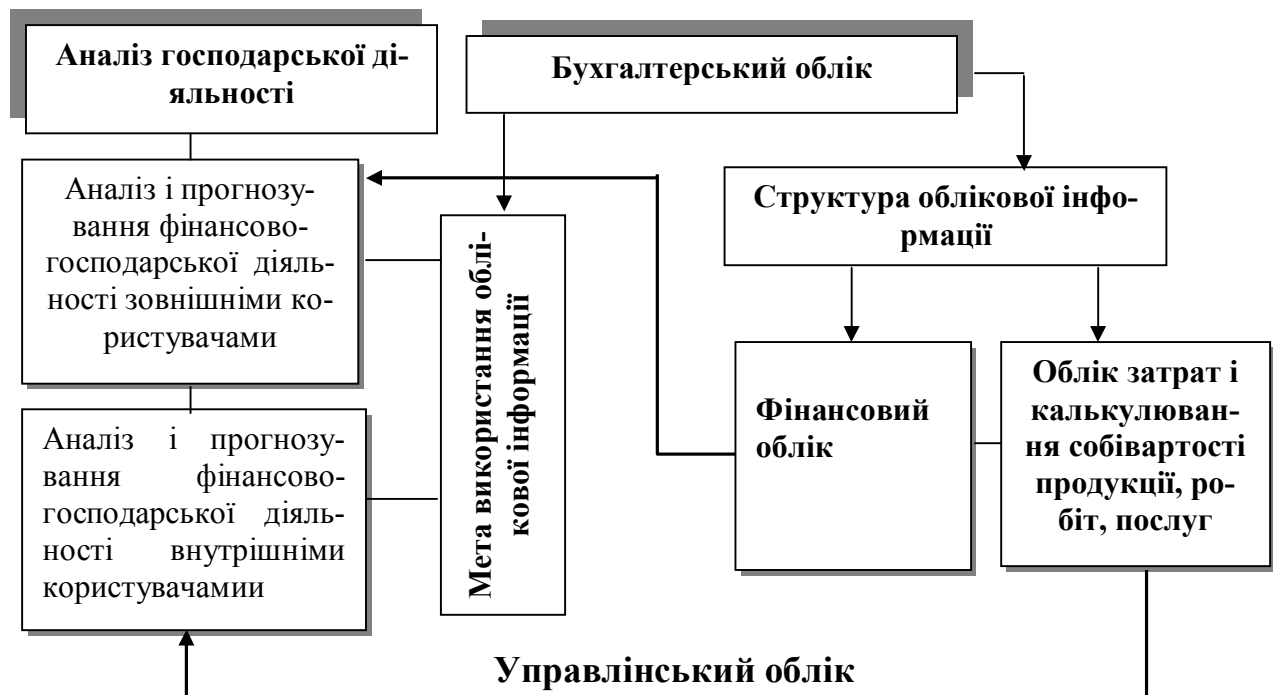 Аналіз господарської ді-
яльності
Бухгалтерський облік
Аналіз і прогнозу-
вання фінансово-
господарської діяль-
ності зовнішніми ко-
ристувачами
Структура облікової інфо-
рмації
Мета використання облі-
кової інформації
Фінансовий
облік
Облік затрат і
калькулюван-
ня собівартості
продукції, ро-
біт, послуг
Аналіз і прогнозу-
вання фінансово-
господарської діяль-
ності внутрішніми
користувачамии
Управлінський облік